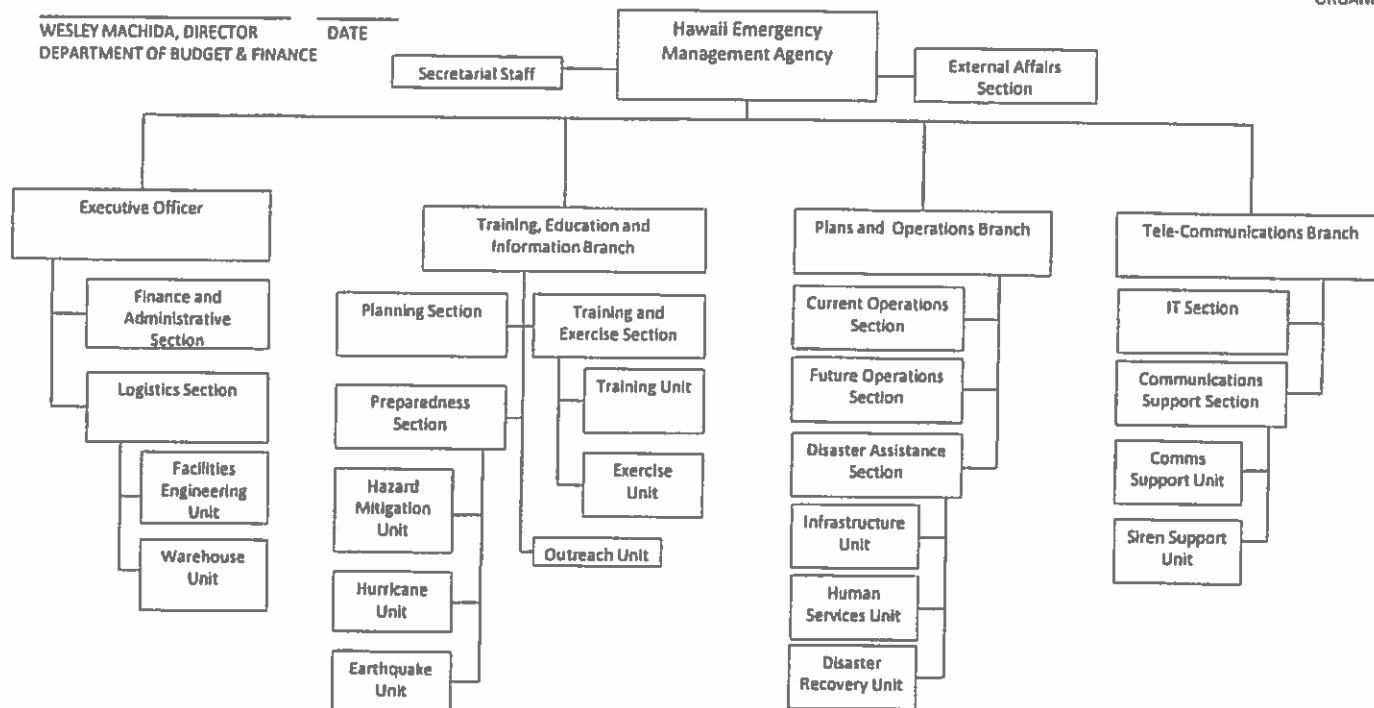 WESLEY MACHIDA, DIRECTOR
DATE
DEPARTMENT OF BUDGET & FINANCE
Hawaii Emergency
Management Agency
Secretarial Staff
External Affairs
Section
Executive Officer
Finance and
Administrative
Section
Logistics Section
Facilities
Engineering
Unit
Warehouse
Unit
Training, Education and
Information Branch
Planning Section
Training and
Exercise Section
Training Unit
Exercise
Unit
Preparedness
Section
Hazard
Mitigation
Unit
Hurricane
Unit
Earthquake
Unit
Outreach Unit
Plans and Operations Branch
Current Operations
Section
Future Operations
Section
Disaster Assistance
Section
Infrastructure
Unit
Human
Services Unit
Disaster
Recovery Unit
Tele-Communications Branch
IT Section
Communications
Support Section
Comms
Support Unit
Siren Support
Unit